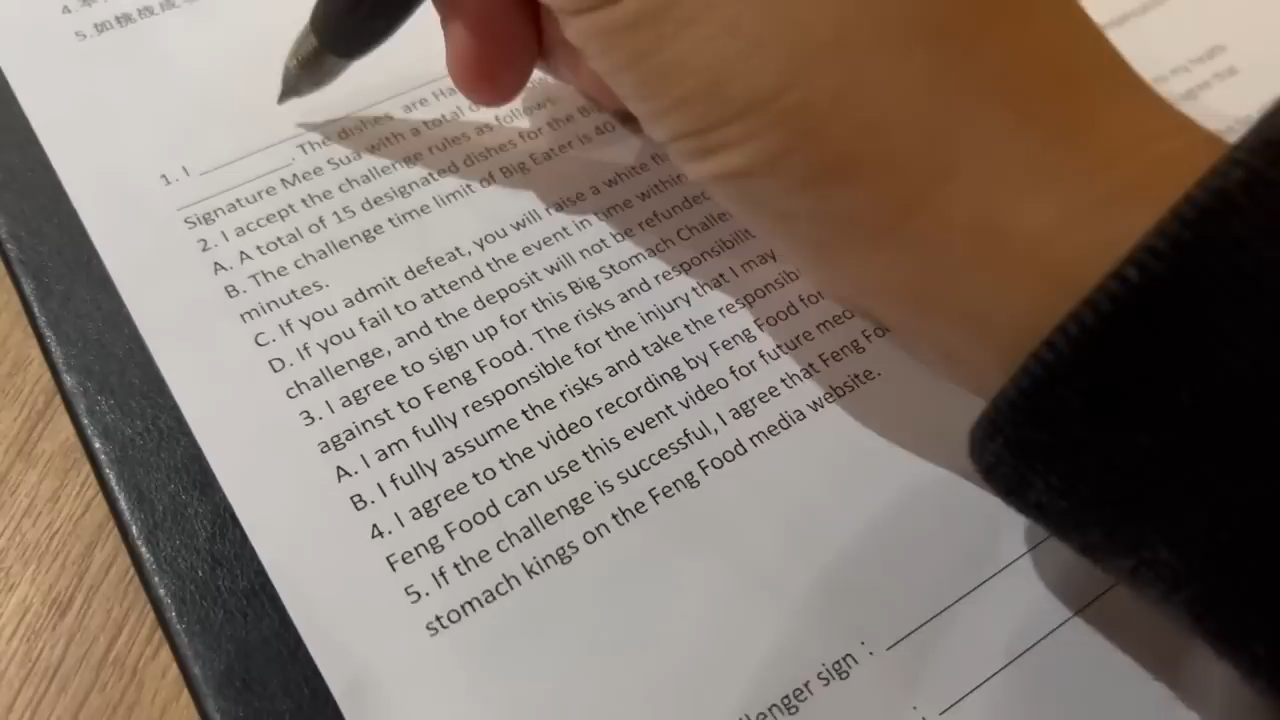 4.
5.如挑战成
1. I __________. The dishes are Ha
Signature Mee Sua with a total
2. I accept the challenge rules as follows
A. A total of 15 designated dishes for the Big
B. The challenge time limit of Big Eater is 40
minutes.
C. If you admit defeat, you will raise a white fl
D. If you fail to attend the event in time within
challenge, and the deposit will not be refunded
3. I agree to sign up for this Big Stomach Challen
against to Feng Food. The risks and responsibilit
A. I am fully responsible for the injury that I may
B. I fully assume the risks and take the responsib
4. I agree to the video recording by Feng Food for
Feng Food can use this event video for future med
5. If the challenge is successful, I agree that Feng Fo
stomach kings on the Feng Food media website.
llenger sign :
: